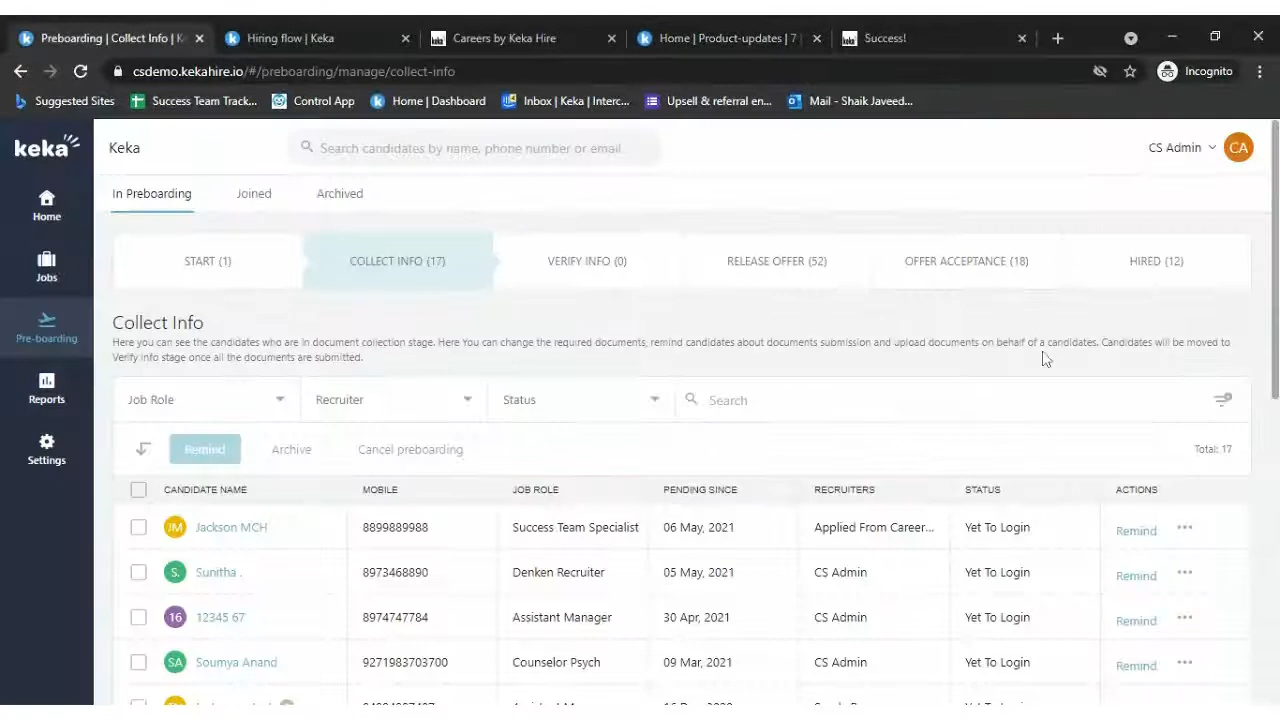 Preboarding | Collect Info | K
Hiring flow | Keka
Careers by Keka Hire
Home | Product-updates | 7
Success!
csdemo.kekahire.io/#/preboarding/manage/collect-info
Incognito
Suggested Sites
Success Team Track...
Control App
Home | Dashboard
Inbox | Keka | Interc...
Upsell & referral en...
Mail - Shaik Javeed...
keka
Keka
Search candidates by name, phone number or email
CS Admin
CA
Home
Jobs
Pre-boarding
Reports
Settings
In Preboarding
Joined
Archived
START (1)
COLLECT INFO (17)
VERIFY INFO (0)
RELEASE OFFER (52)
OFFER ACCEPTANCE (18)
HIRED (12)
Collect Info
Here you can see the candidates who are in document collection stage. Here You can change the required documents, remind candidates about documents submission and upload documents on behalf of a candidates. Candidates will be moved to
Verify info stage once all the documents are submitted.
Job Role
Recruiter
Status
Search
Remind
Archive
Cancel preboarding
Total: 17
CANDIDATE NAME MOBILE JOB ROLE PENDING SINCE RECRUITERS STATUS ACTIONS
JM Jackson MCH 8899889988 Success Team Specialist 06 May, 2021 Applied From Career... Yet To Login Remind
S. Sunitha . 8973468890 Denken Recruiter 05 May, 2021 CS Admin Yet To Login Remind
16 12345 67 8974747784 Assistant Manager 30 Apr, 2021 CS Admin Yet To Login Remind
SA Soumya Anand 9271983703700 Counselor Psych 09 Mar, 2021 CS Admin Yet To Login Remind